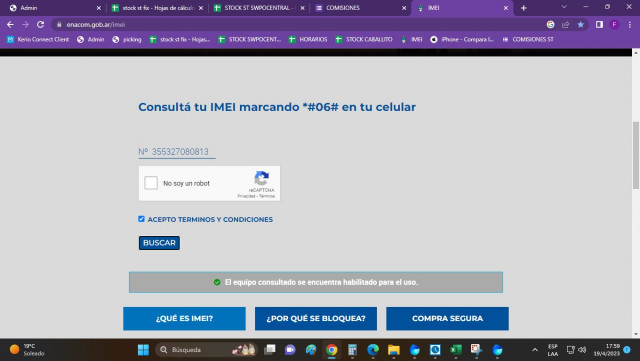 Admin
stock st fix - Hojas de cálcul
STOCK ST SWPOCENTRAL -
COMISIONES
IMEI
enacom.gob.ar/imei
F
Kerio Connect Client
Admin
picking
stock st fix - Hojas...
STOCK SWPOCENT...
HORARIOS
STOCK CABALLITO
IMEI
iPhone - Compara l...
COMISIONES ST
Consultá tu IMEI marcando *#06# en tu celular
Nº 355327080813
No soy un robot
reCAPTCHA
Privacidad - Términos
ACEPTO TERMINOS Y CONDICIONES
BUSCAR
El equipo consultado se encuentra habilitado para el uso.
¿QUÉ ES IMEI?
¿POR QUÉ SE BLOQUEA?
COMPRA SEGURA
19°C
Soleado
Búsqueda
ESP
LAA
17:59
19/4/2023